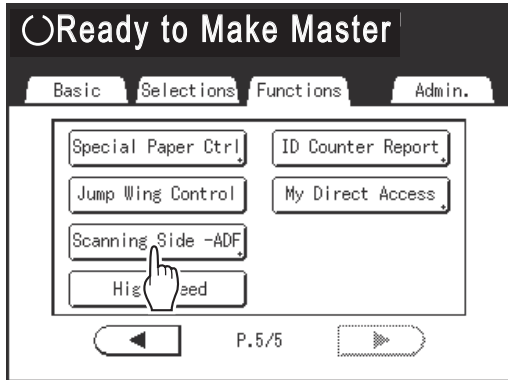 Ready to Make Master
Basic Selections Functions Admin.
Special Paper Ctrl ID Counter Report
Jump Wing Control My Direct Access
Scanning Side -ADF
P.5/5